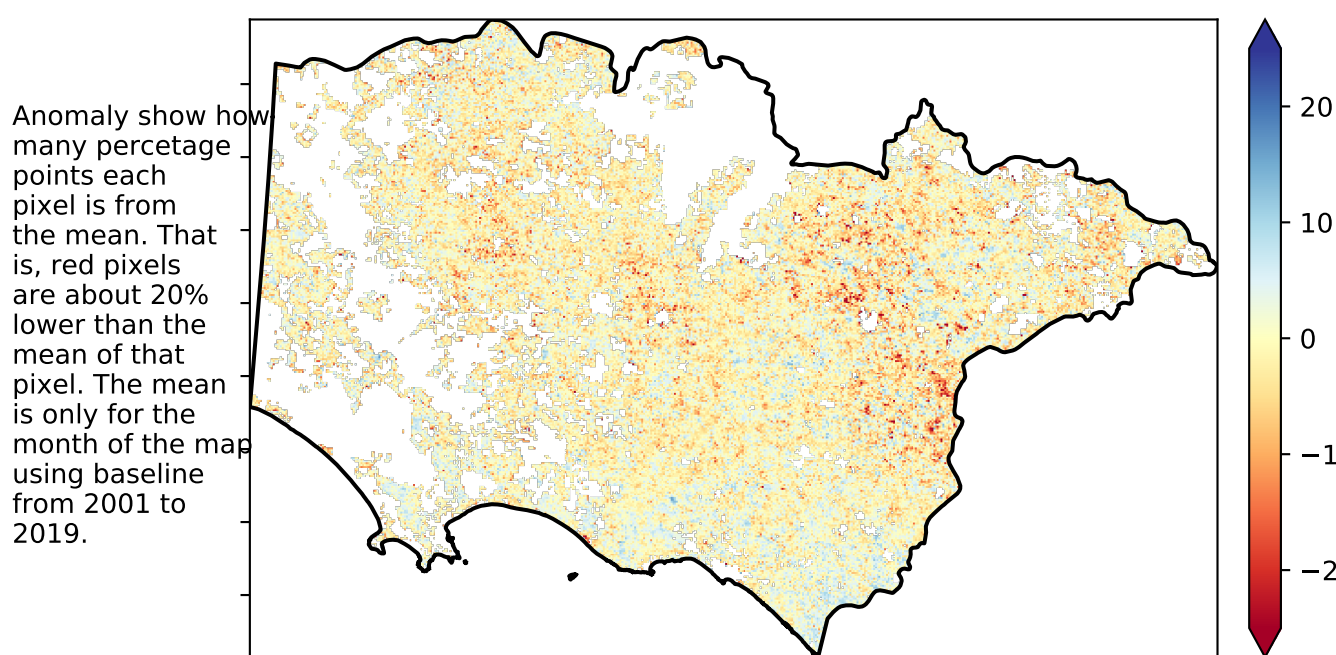 Anomaly show how
many percetage
points each
pixel is from
the mean. That
is, red pixels
are about 20%
lower than the
mean of that
pixel. The mean
is only for the
month of the map
using baseline
from 2001 to
2019.
20
10
0
−1
−2